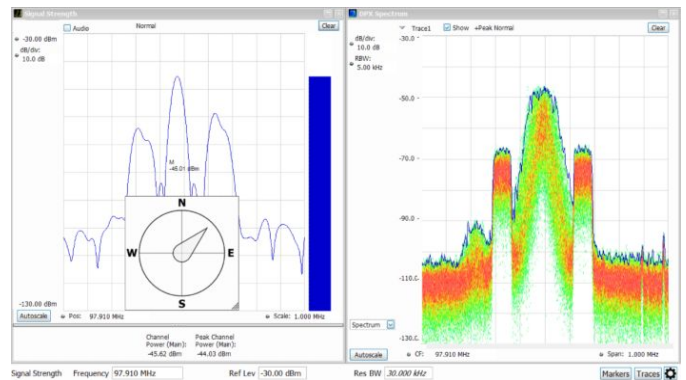 Signal Strength
Audio
Normal
Clear
-30.00 dBm
dB/div:
10.0 dB
M
-45.01 dBm
N
W
E
S
-130.00 dBm
Autoscale
Pos: 97.910 MHz
Scale: 1.000 MHz
Channel Power (Main):
-45.62 dBm
Peak Channel Power (Main):
-44.03 dBm
DPX Spectrum
Trace1
Show
+Peak Normal
Clear
dB/div:
10.0 dB
RBW:
5.00 kHz
-30.0
-50.0
-70.0
-90.0
-110.0
-130.0
Spectrum
Autoscale
CF: 97.910 MHz
Span: 1.000 MHz
Signal Strength
Frequency 97.910 MHz
Ref Lev -30.00 dBm
Res BW 30.000 kHz
Markers
Traces